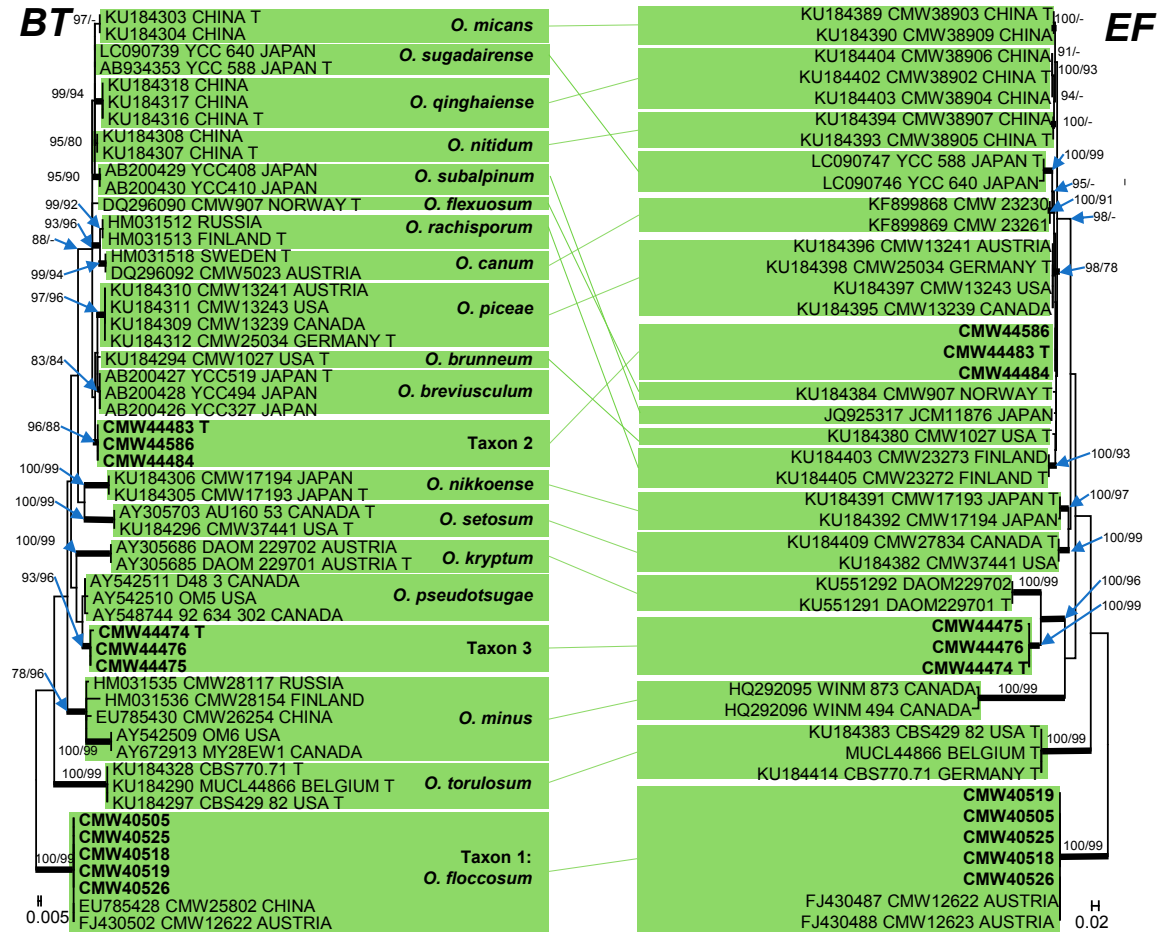 BT
97/-
KU184303 CHINA T
KU184304 CHINA
O. micans
LC090739 YCC 640 JAPAN
AB934353 YCC 588 JAPAN T
O. sugadairense
99/94
KU184318 CHINA
KU184317 CHINA
KU184316 CHINA T
O. qinghaiense
95/80
KU184308 CHINA
KU184307 CHINA T
O. nitidum
95/90
AB200429 YCC408 JAPAN
AB200430 YCC410 JAPAN
O. subalpinum
99/92
DQ296090 CMW907 NORWAY T
O. flexuosum
93/96
88/-
HM031512 RUSSIA
HM031513 FINLAND T
O. rachisporum
99/94
HM031518 SWEDEN T
DQ296092 CMW5023 AUSTRIA
O. canum
97/96
KU184310 CMW13241 AUSTRIA
KU184311 CMW13243 USA
KU184309 CMW13239 CANADA
KU184312 CMW25034 GERMANY T
O. piceae
KU184294 CMW1027 USA T
O. brunneum
83/84
AB200427 YCC519 JAPAN T
AB200428 YCC494 JAPAN
AB200426 YCC327 JAPAN
O. breviusculum
96/88
CMW44483 T
CMW44586
CMW44484
Taxon 2
100/99
KU184306 CMW17194 JAPAN
KU184305 CMW17193 JAPAN T
O. nikkoense
100/99
AY305703 AU160 53 CANADA T
KU184296 CMW37441 USA T
O. setosum
100/99
AY305686 DAOM 229702 AUSTRIA
AY305685 DAOM 229701 AUSTRIA T
O. kryptum
93/96
AY542511 D48 3 CANADA
AY542510 OM5 USA
AY548744 92 634 302 CANADA
O. pseudotsugae
CMW44474 T
CMW44476
CMW44475
Taxon 3
78/96
HM031535 CMW28117 RUSSIA
HM031536 CMW28154 FINLAND
EU785430 CMW26254 CHINA
AY542509 OM6 USA
AY672913 MY28EW1 CANADA
O. minus
100/99
100/99
KU184328 CBS770.71 T
KU184290 MUCL44866 BELGIUM T
KU184297 CBS429 82 USA T
O. torulosum
100/99
CMW40505
CMW40525
CMW40518
CMW40519
CMW40526
EU785428 CMW25802 CHINA
FJ430502 CMW12622 AUSTRIA
Taxon 1:
O. floccosum
0.005
EF
KU184389 CMW38903 CHINA T
KU184390 CMW38909 CHINA
100/-
KU184404 CMW38906 CHINA
KU184402 CMW38902 CHINA T
KU184403 CMW38904 CHINA
91/-
100/93
94/-
KU184394 CMW38907 CHINA
KU184393 CMW38905 CHINA T
100/-
LC090747 YCC 588 JAPAN T
LC090746 YCC 640 JAPAN
100/99
95/-
KF899868 CMW 23230
KF899869 CMW 23261
100/91
98/-
KU184396 CMW13241 AUSTRIA
KU184398 CMW25034 GERMANY T
KU184397 CMW13243 USA
KU184395 CMW13239 CANADA
98/78
CMW44586
CMW44483 T
CMW44484
KU184384 CMW907 NORWAY T
JQ925317 JCM11876 JAPAN
KU184380 CMW1027 USA T
KU184403 CMW23273 FINLAND
KU184405 CMW23272 FINLAND T
100/93
KU184391 CMW17193 JAPAN T
KU184392 CMW17194 JAPAN
100/97
KU184409 CMW27834 CANADA T
KU184382 CMW37441 USA
100/99
KU551292 DAOM229702
KU551291 DAOM229701 T
100/99
100/96
100/99
CMW44475
CMW44476
CMW44474 T
HQ292095 WINM 873 CANADA
HQ292096 WINM 494 CANADA
100/99
KU184383 CBS429 82 USA T
MUCL44866 BELGIUM T
KU184414 CBS770.71 GERMANY T
100/99
CMW40519
CMW40505
CMW40525
CMW40518
CMW40526
FJ430487 CMW12622 AUSTRIA
FJ430488 CMW12623 AUSTRIA
100/99
0.02